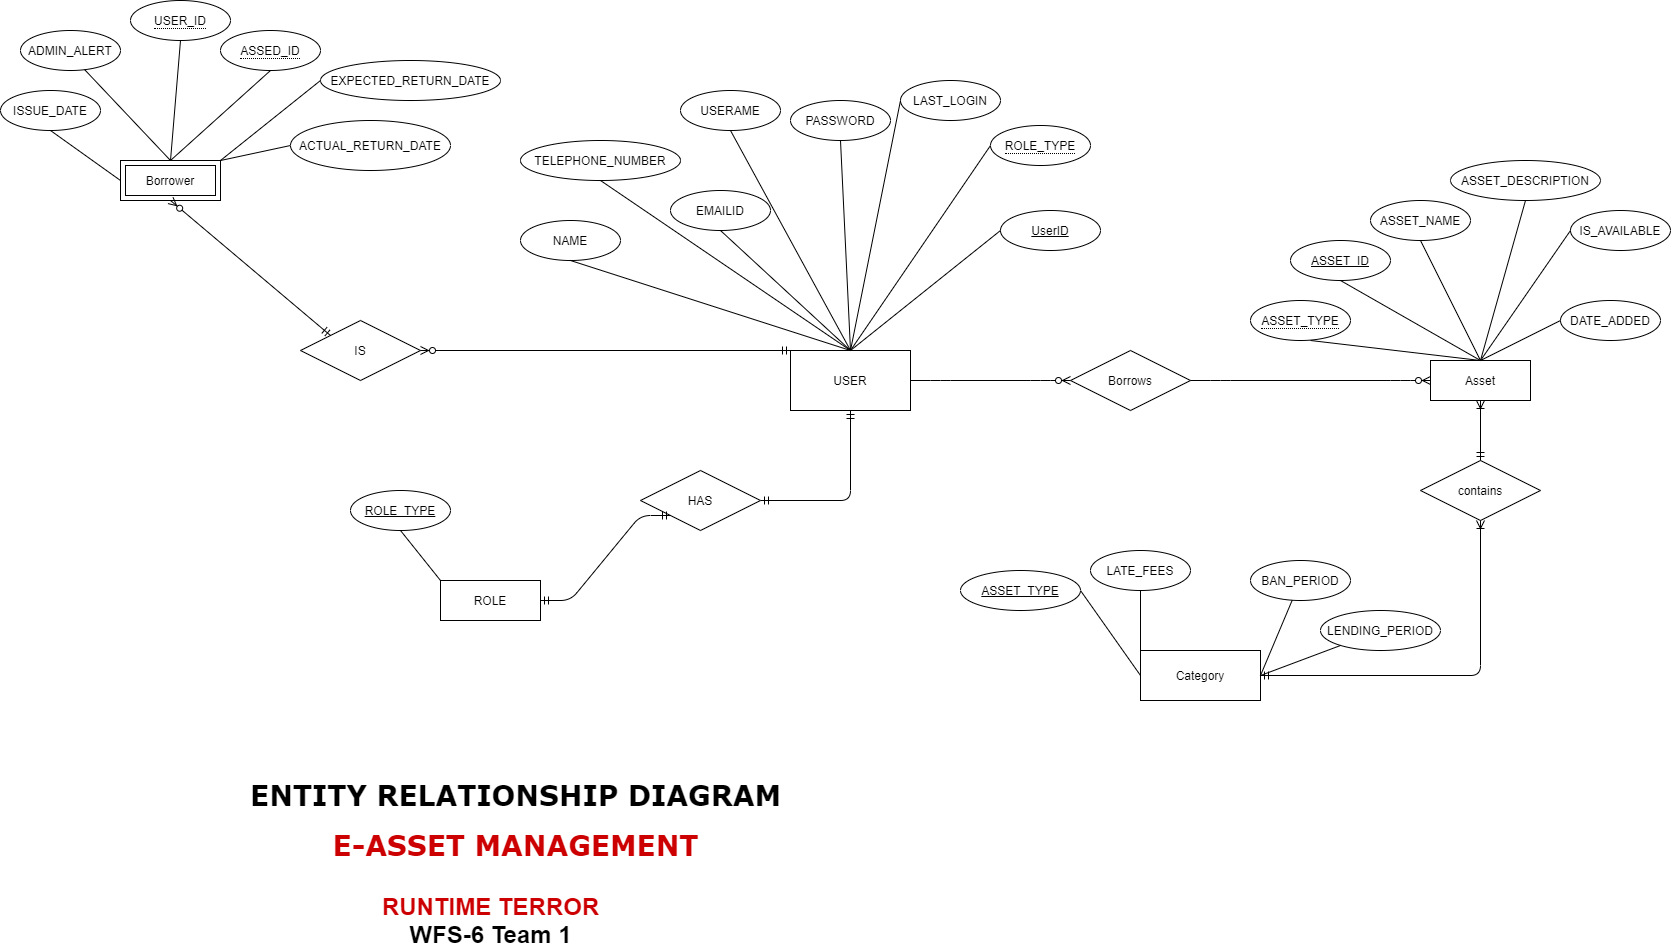 USER_ID
ADMIN_ALERT
ASSED_ID
EXPECTED_RETURN_DATE
ISSUE_DATE
ACTUAL_RETURN_DATE
Borrower
LAST_LOGIN
USERAME
PASSWORD
ROLE_TYPE
TELEPHONE_NUMBER
EMAILID
NAME
UserID
ASSET_DESCRIPTION
ASSET_NAME
IS_AVAILABLE
ASSET_ID
ASSET_TYPE
DATE_ADDED
IS
USER
Borrows
Asset
HAS
contains
ROLE_TYPE
ROLE
LATE_FEES
BAN_PERIOD
ASSET_TYPE
LENDING_PERIOD
Category
ENTITY RELATIONSHIP DIAGRAM
E-ASSET MANAGEMENT
RUNTIME TERROR
WFS-6 Team 1